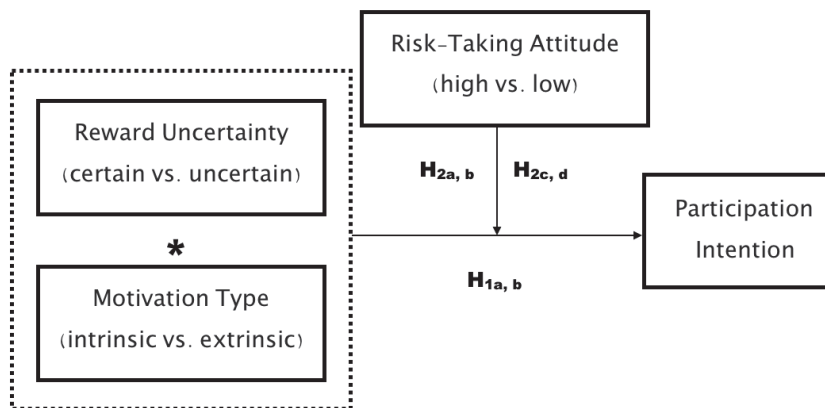 Risk-Taking Attitude
(high vs. low)
Reward Uncertainty
(certain vs. uncertain)
*
Motivation Type
(intrinsic vs. extrinsic)
H2a, b
H2c, d
H1a, b
Participation
Intention